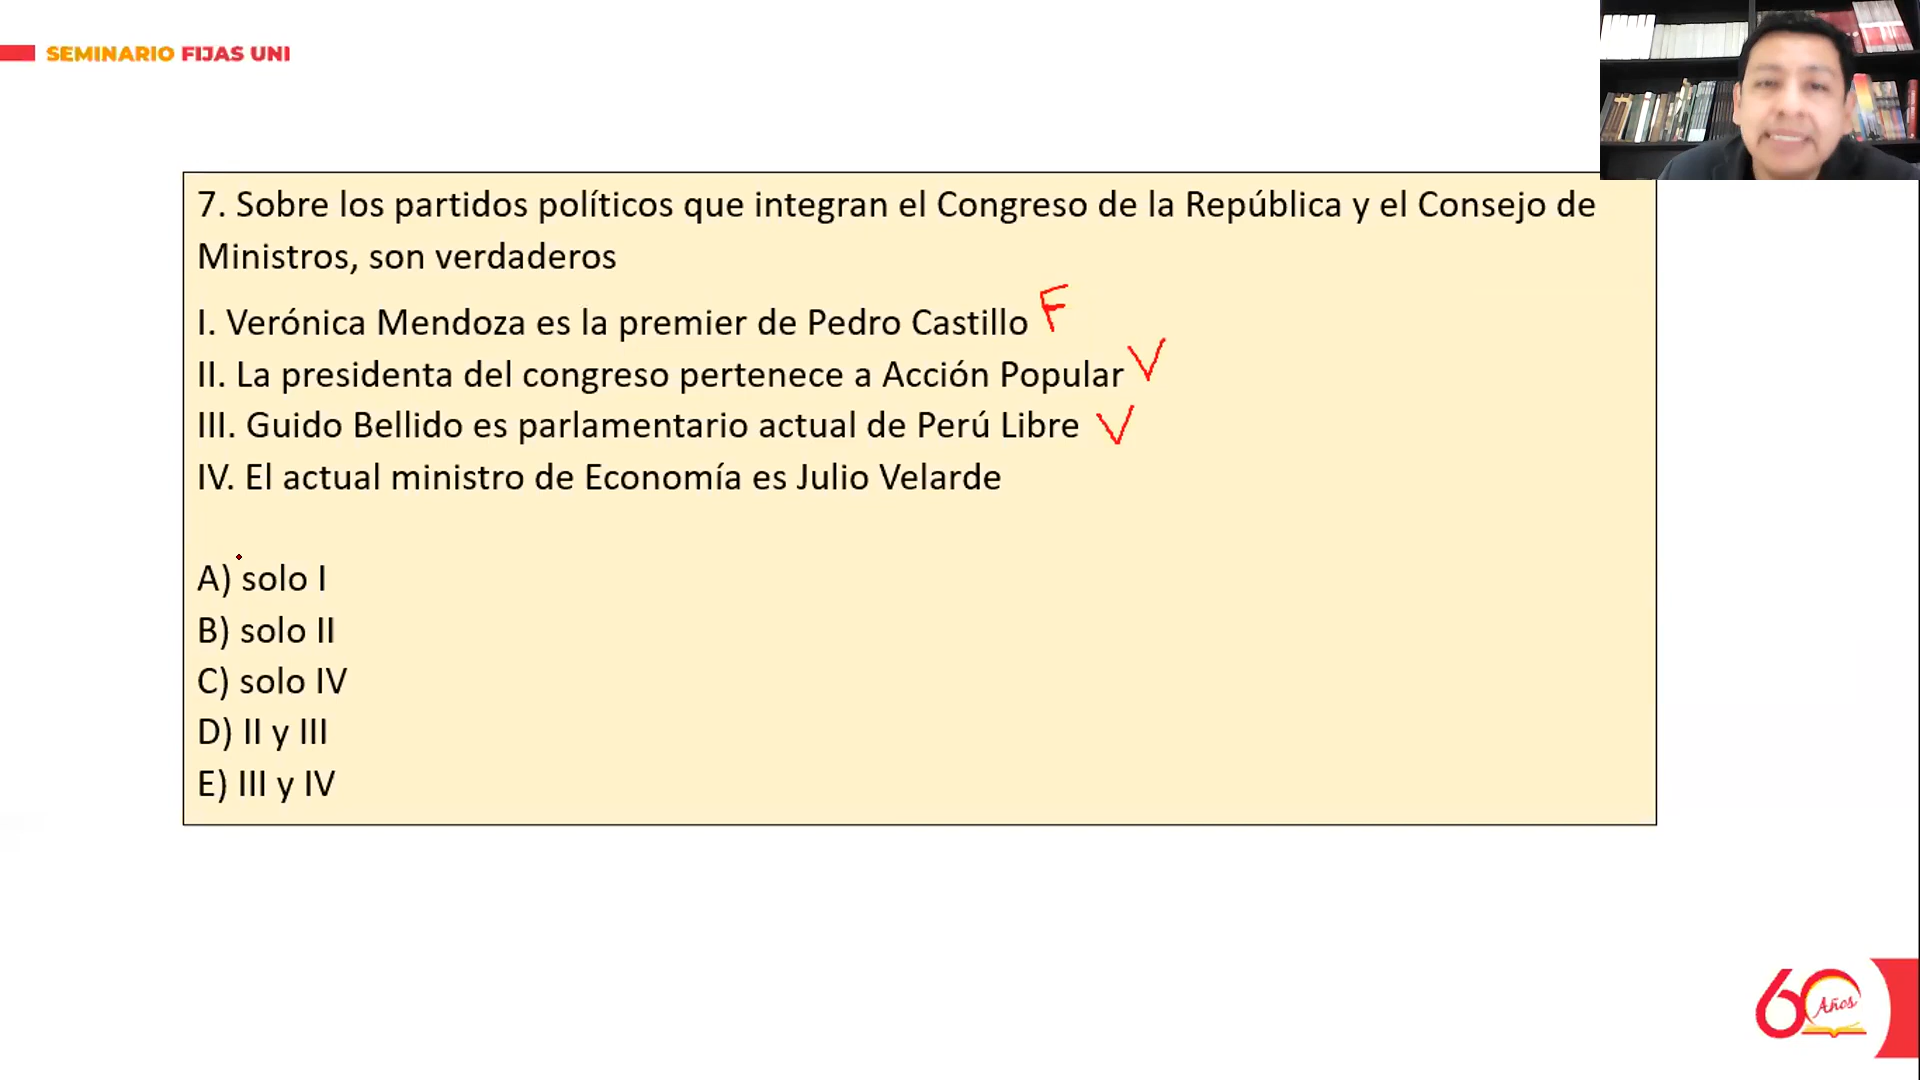 SEMINARIO FIJAS UNI
7. Sobre los partidos políticos que integran el Congreso de la República y el Consejo de
Ministros, son verdaderos
I. Verónica Mendoza es la premier de Pedro Castillo F
II. La presidenta del congreso pertenece a Acción Popular V
III. Guido Bellido es parlamentario actual de Perú Libre V
IV. El actual ministro de Economía es Julio Velarde
A) solo I
B) solo II
C) solo IV
D) II y III
E) III y IV
60 Años